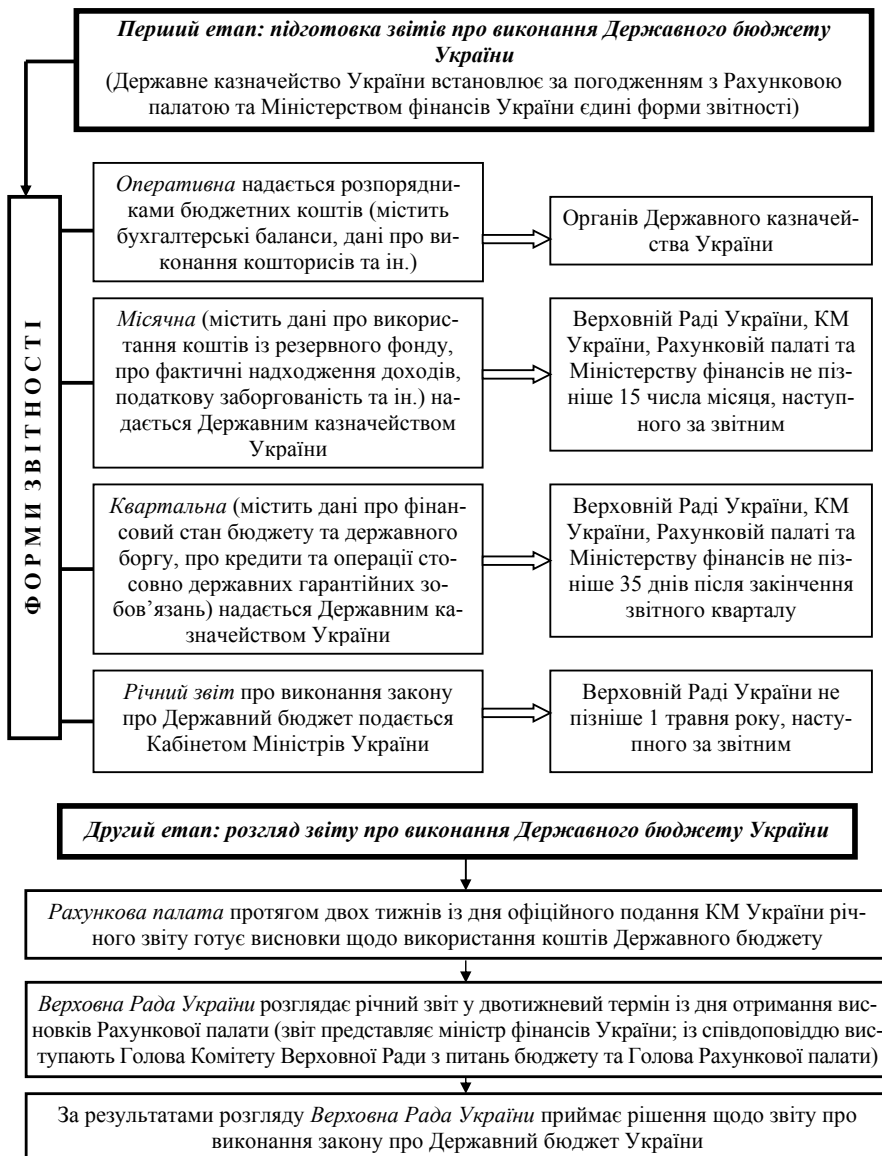 Перший етап: підготовка звітів про виконання Державного бюджету
України
(Державне казначейство України встановлює за погодженням з Рахунковою
палатою та Міністерством фінансів України єдині форми звітності)
ФОРМИ ЗВІТНОСТІ
Оперативна надається розпорядни-
ками бюджетних коштів (містить
бухгалтерські баланси, дані про ви-
конання кошторисів та ін.)
Органів Державного казначей-
ства України
Місячна (містить дані про викорис-
тання коштів із резервного фонду,
про фактичні надходження доходів,
податкову заборгованість та ін.) на-
дається Державним казначейством
України
Верховній Раді України, КМ
України, Рахунковій палаті та
Міністерству фінансів не піз-
ніше 15 числа місяця, наступ-
ного за звітним
Квартальна (містить дані про фінан-
совий стан бюджету та державного
боргу, про кредити та операції сто-
совно державних гарантійних зо-
бов’язань) надається Державним ка-
значейством України
Верховній Раді України, КМ
України, Рахунковій палаті та
Міністерству фінансів не піз-
ніше 35 днів після закінчення
звітного кварталу
Річний звіт про виконання закону
про Державний бюджет подається
Кабінетом Міністрів України
Верховній Раді України не
пізніше 1 травня року, насту-
пного за звітним
Другий етап: розгляд звіту про виконання Державного бюджету України
Рахункова палата протягом двох тижнів із дня офіційного подання КМ України річ-
ного звіту готує висновки щодо використання коштів Державного бюджету
Верховна Рада України розглядає річний звіт у двотижневий термін із дня отримання вис-
новків Рахункової палати (звіт представляє міністр фінансів України; із співдоповіддю вис-
тупають Голова Комітету Верховної Ради з питань бюджету та Голова Рахункової палати)
За результатами розгляду Верховна Рада України приймає рішення щодо звіту про
виконання закону про Державний бюджет України